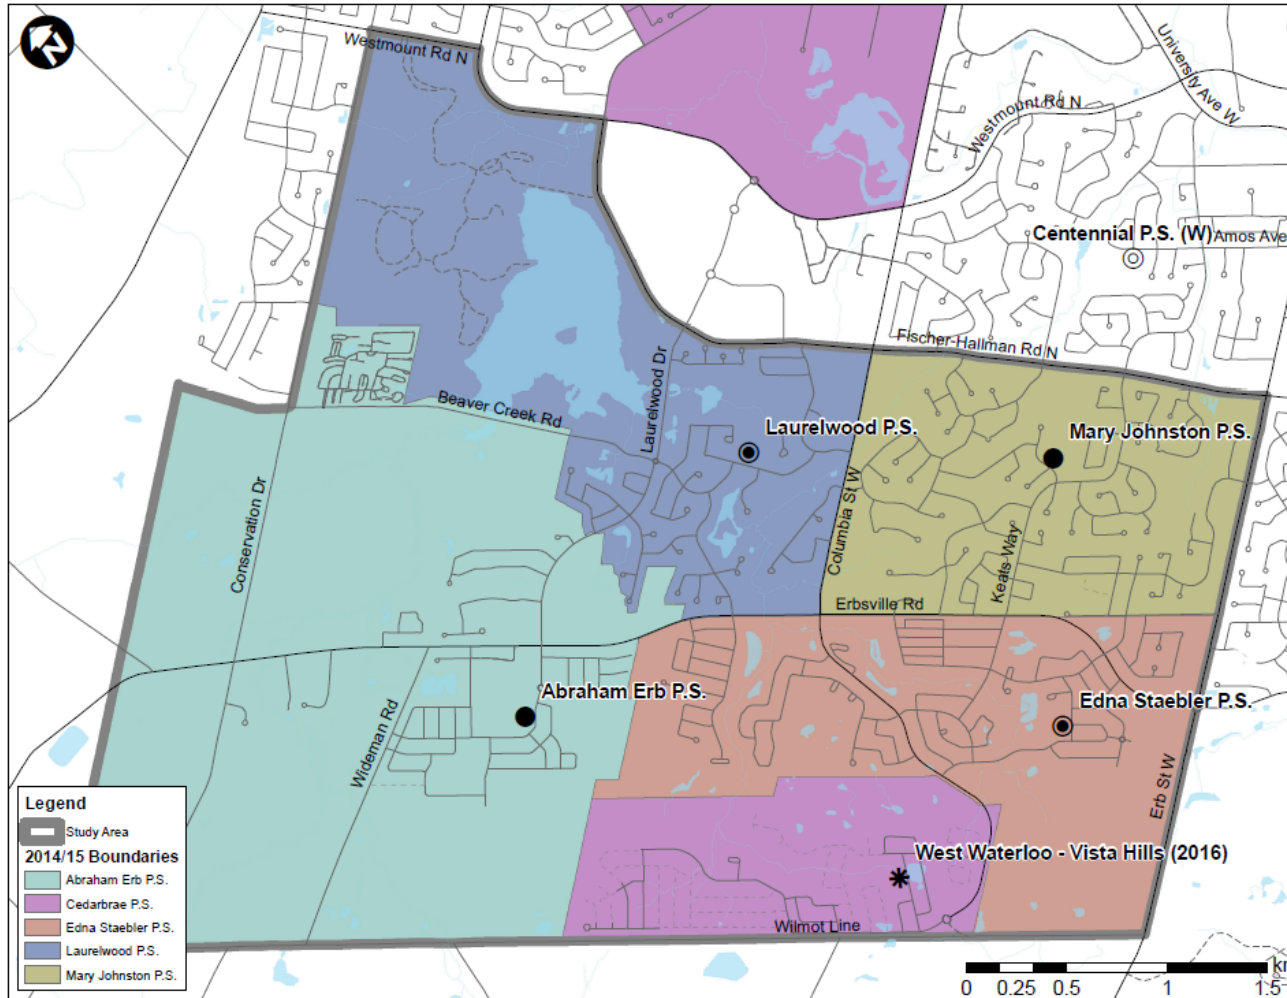 N
Westmount Rd N
University Ave W
Westmount Rd N
Centennial P.S. (W)
Amos Ave
Fischer-Hallman Rd N
Laurelwood Dr
Beaver Creek Rd
Laurelwood P.S.
Mary Johnston P.S.
Conservation Dr
Columbia St W
Keats Way
Erbsville Rd
Abraham Erb P.S.
Edna Staebler P.S.
Wideman Rd
Erb St W
West Waterloo - Vista Hills (2016)
Wilmot Line
Legend
Study Area
2014/15 Boundaries
Abraham Erb P.S.
Cedarbrae P.S.
Edna Staebler P.S.
Laurelwood P.S.
Mary Johnston P.S.
km
0 0.25 0.5 1 1.5